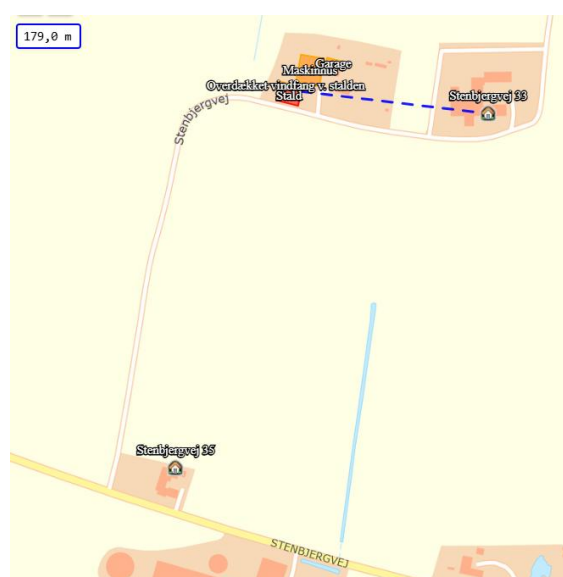 179,0 m
Garage
Maskinhus
Overdækket vindfang v. stalden
Stald
Stenbjergvej 33
Stenbjergvej
Stenbjergvej 35
STENBJERGVEJ